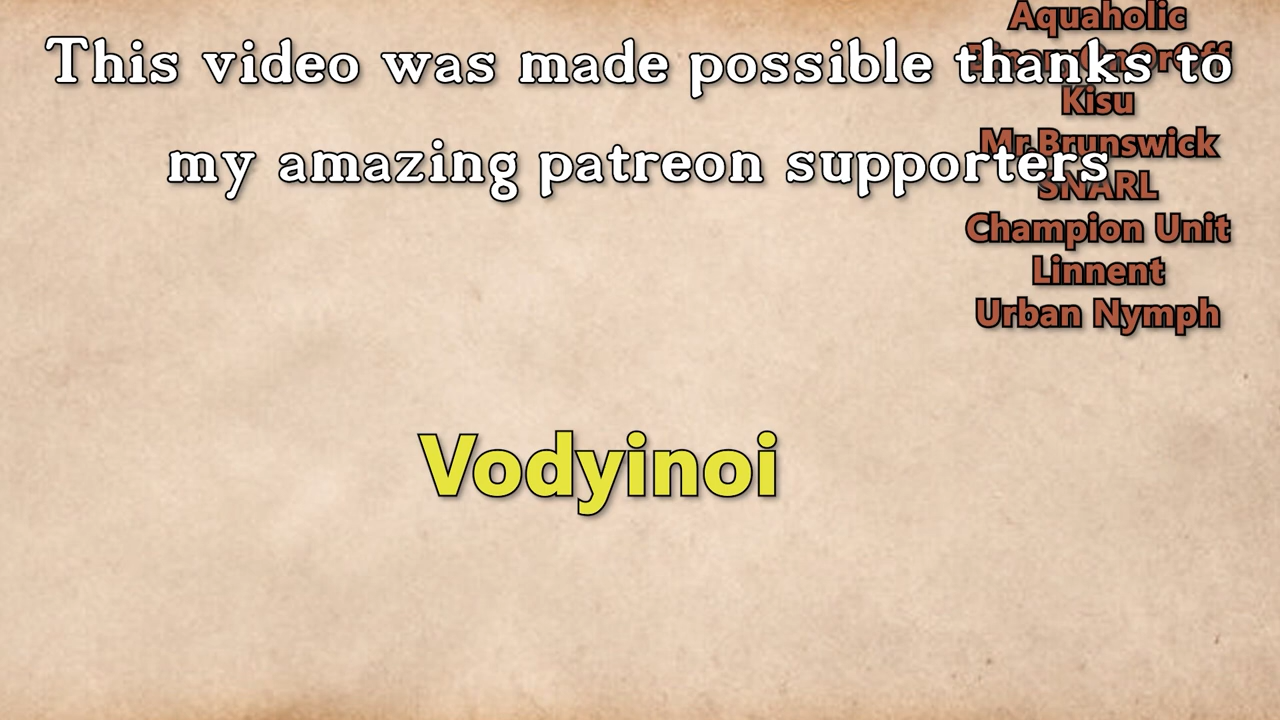 This video was made possible thanks to
my amazing patreon supporters
Aquaholic
Kisu
Mr.Brunswick
SNARL
Champion Unit
Linnent
Urban Nymph
Vodyinoi